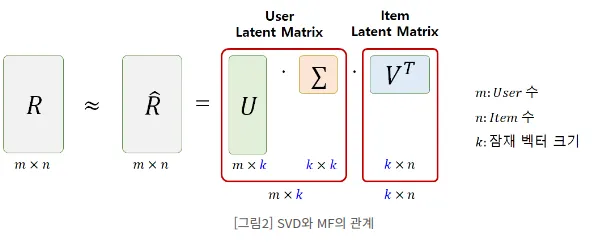 User
Latent Matrix
Item
Latent Matrix
R ≈ R̂ = U · ∑ · Vᵀ
m × n
m × n
m × k
k × k
k × n
m × k
k × n
m: User 수
n: Item 수
k: 잠재 벡터 크기
[그림2] SVD와 MF의 관계